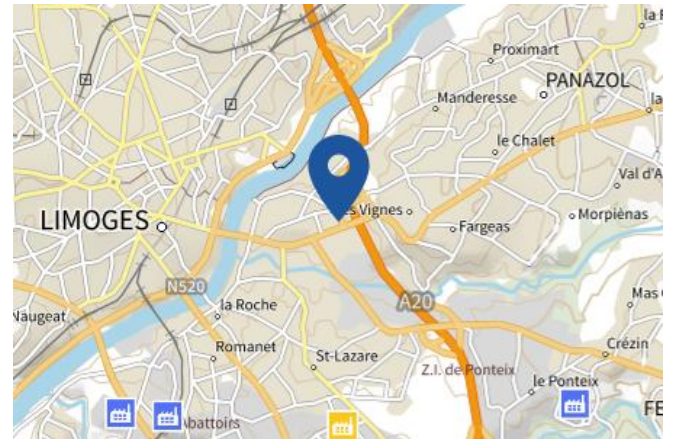 la
Proximart
PANAZOL
Manderesse
la
le Chalet
Val d'A
es Vignes
Morpiènas
LIMOGES
Fargeas
N520
A20
Mas
la Roche
Naugeat
Romanet
St-Lazare
Crézin
Z.I. de Ponteix
le Ponteix
Abattoirs
FE